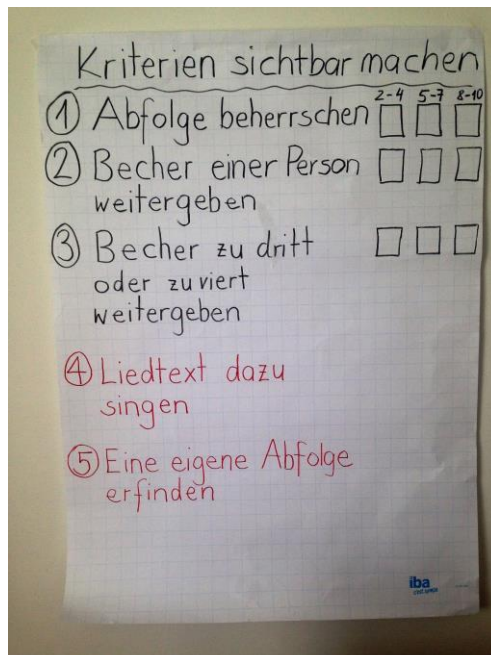 Kriterien sichtbar machen
2-4 5-7 8-10
① Abfolge beherrschen
② Becher einer Person
weitergeben
③ Becher zu dritt
oder zu viert
weitergeben
④ Liedtext dazu
singen
⑤ Eine eigene Abfolge
erfinden
iba